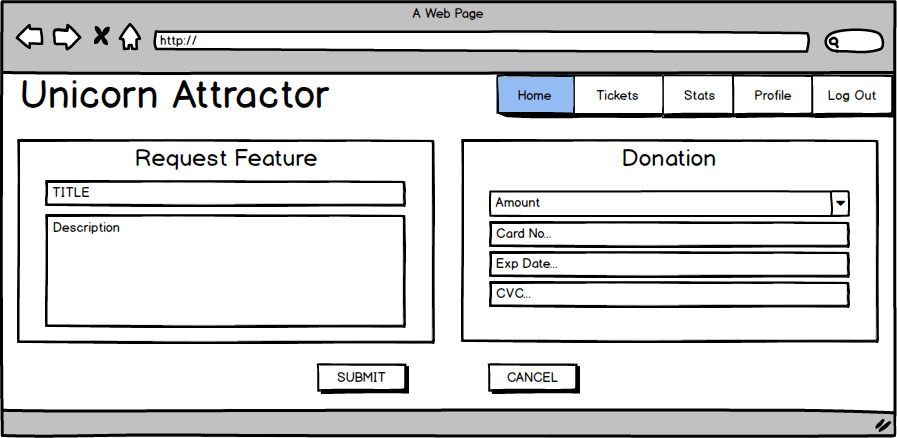 A Web Page
http://
Unicorn Attractor
Home Tickets Stats Profile Log Out
Request Feature
TITLE
Description
Donation
Amount
Card No...
Exp Date...
CVC...
SUBMIT CANCEL